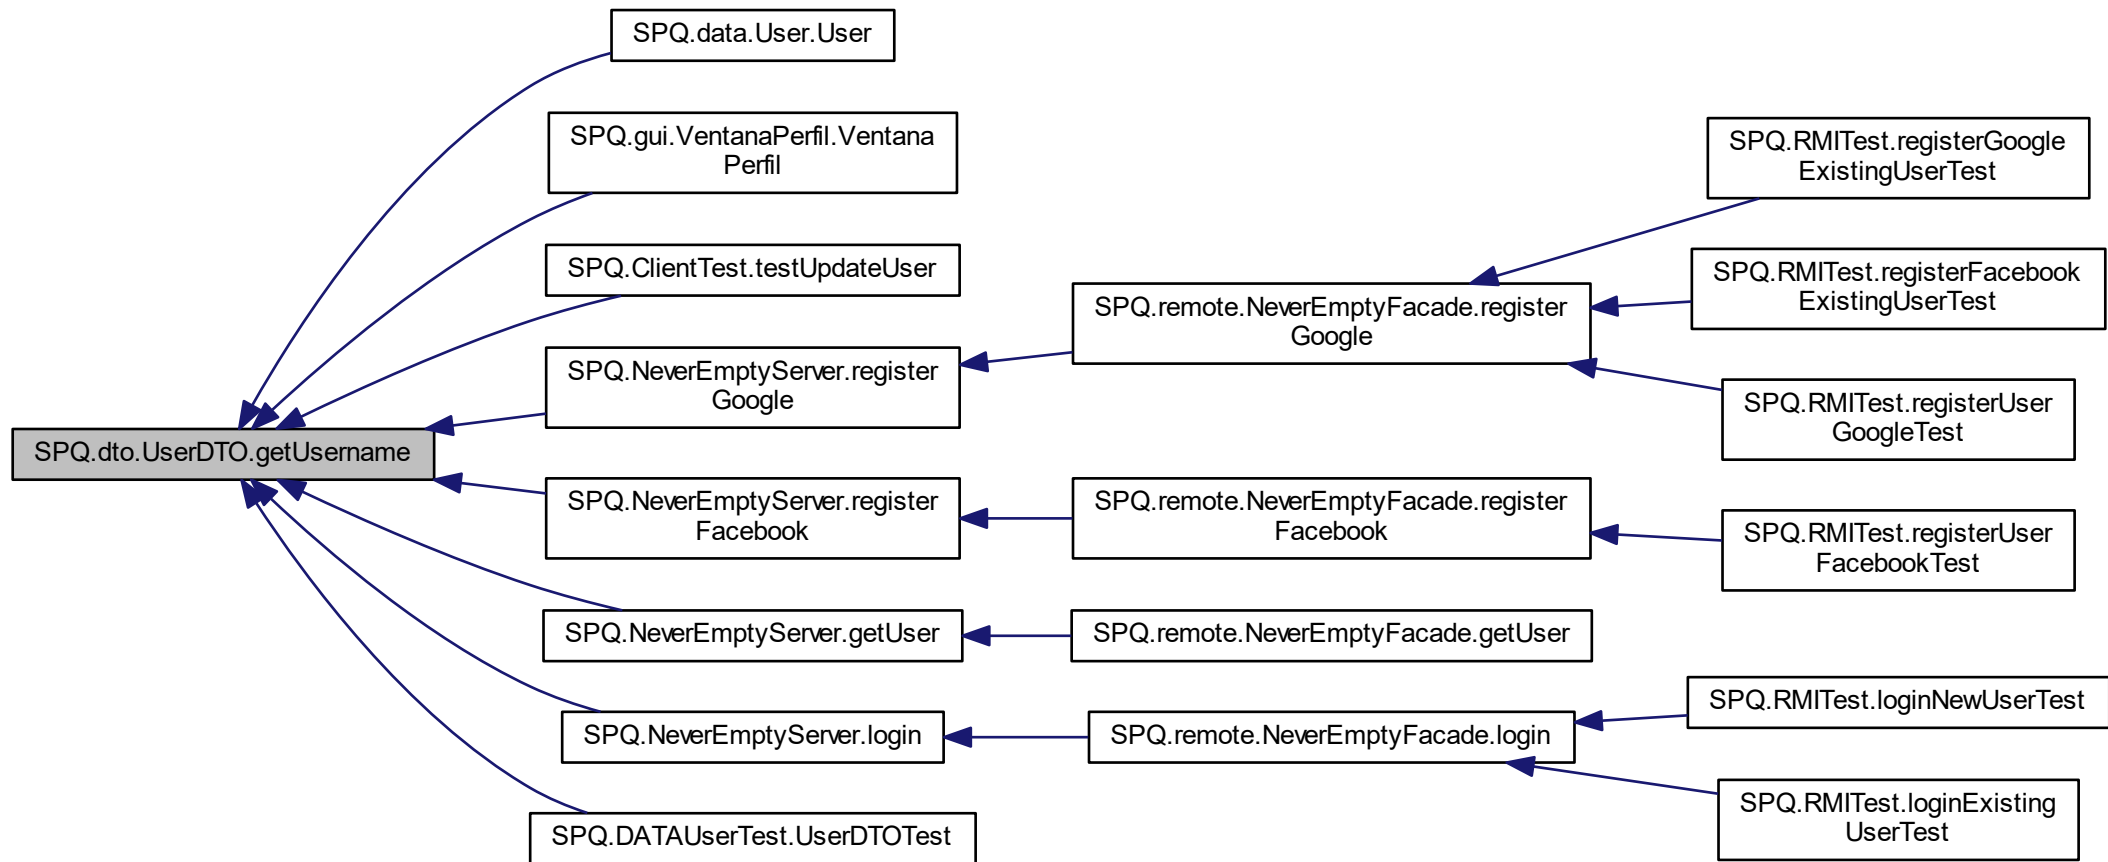 SPQ.data.User.User
SPQ.gui.VentanaPerfil.Ventana
Perfil
SPQ.ClientTest.testUpdateUser
SPQ.NeverEmptyServer.register
Google
SPQ.dto.UserDTO.getUsername
SPQ.NeverEmptyServer.register
Facebook
SPQ.NeverEmptyServer.getUser
SPQ.NeverEmptyServer.login
SPQ.DATAUserTest.UserDTOTest
SPQ.remote.NeverEmptyFacade.register
Google
SPQ.remote.NeverEmptyFacade.register
Facebook
SPQ.remote.NeverEmptyFacade.getUser
SPQ.remote.NeverEmptyFacade.login
SPQ.RMITest.registerGoogle
ExistingUserTest
SPQ.RMITest.registerFacebook
ExistingUserTest
SPQ.RMITest.registerUser
GoogleTest
SPQ.RMITest.registerUser
FacebookTest
SPQ.RMITest.loginNewUserTest
SPQ.RMITest.loginExisting
UserTest